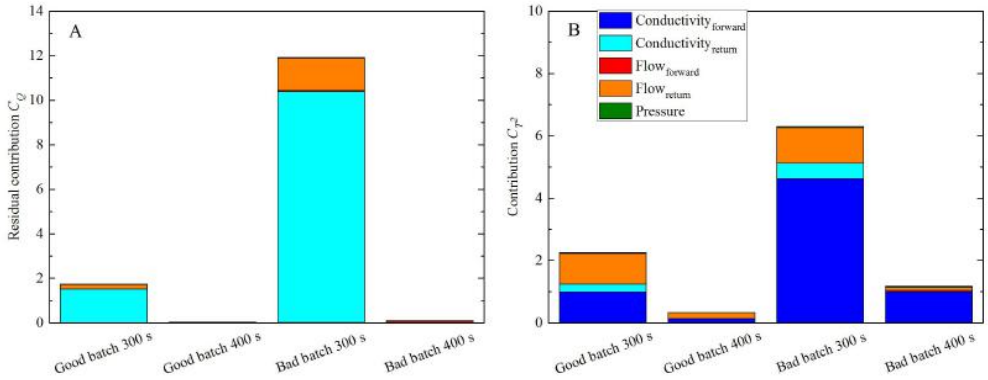 A
Residual contribution C_Q
14
12
10
8
6
4
2
0
Good batch 300 s
Good batch 400 s
Bad batch 300 s
Bad batch 400 s
B
Contribution C_T²
10
8
6
4
2
0
Conductivity_forward
Conductivity_return
Flow_forward
Flow_return
Pressure
Good batch 300 s
Good batch 400 s
Bad batch 300 s
Bad batch 400 s